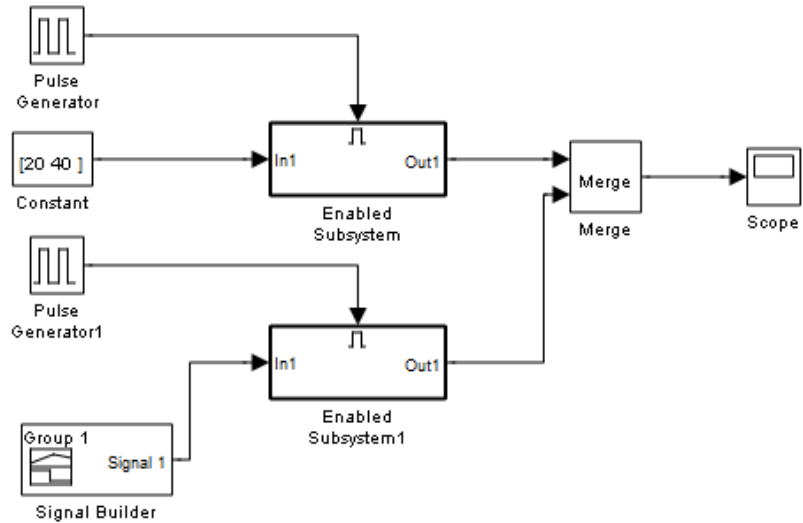 Pulse
Generator
In1
Out1
Enabled
Subsystem
[20 40 ]
Constant
Merge
Merge
Scope
Pulse
Generator1
In1
Out1
Enabled
Subsystem1
Group 1
Signal 1
Signal Builder